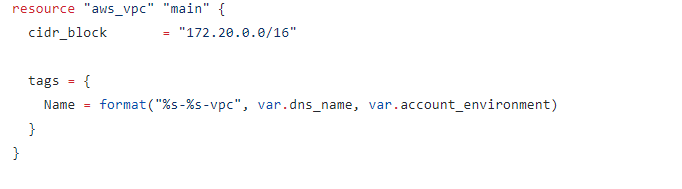 resource "aws_vpc" "main" {
  cidr_block       = "172.20.0.0/16"

  tags = {
    Name = format("%s-%s-vpc", var.dns_name, var.account_environment)
  }
}